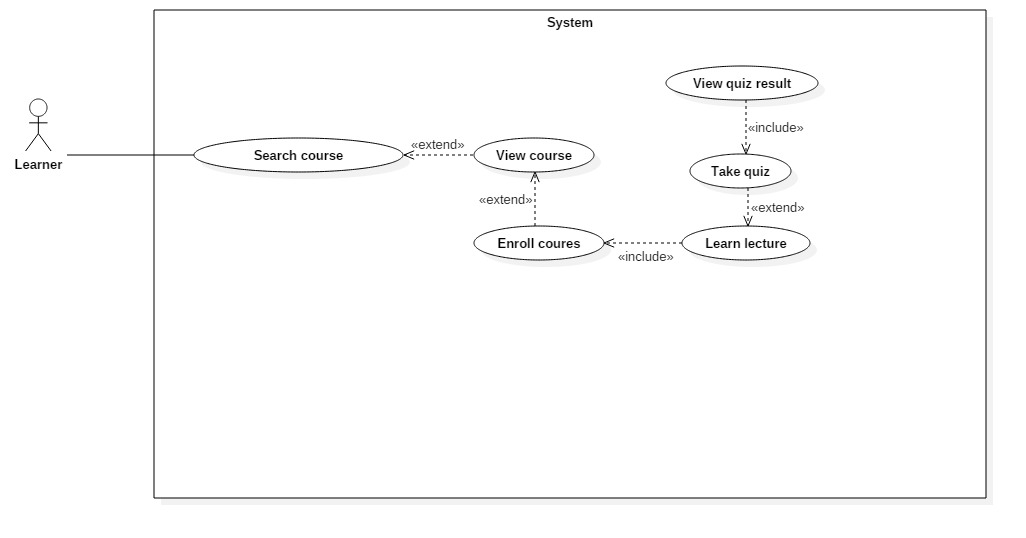 System
View quiz result
«include»
Learner
Search course
«extend»
View course
Take quiz
«extend»
«extend»
Enroll coures
«include»
Learn lecture